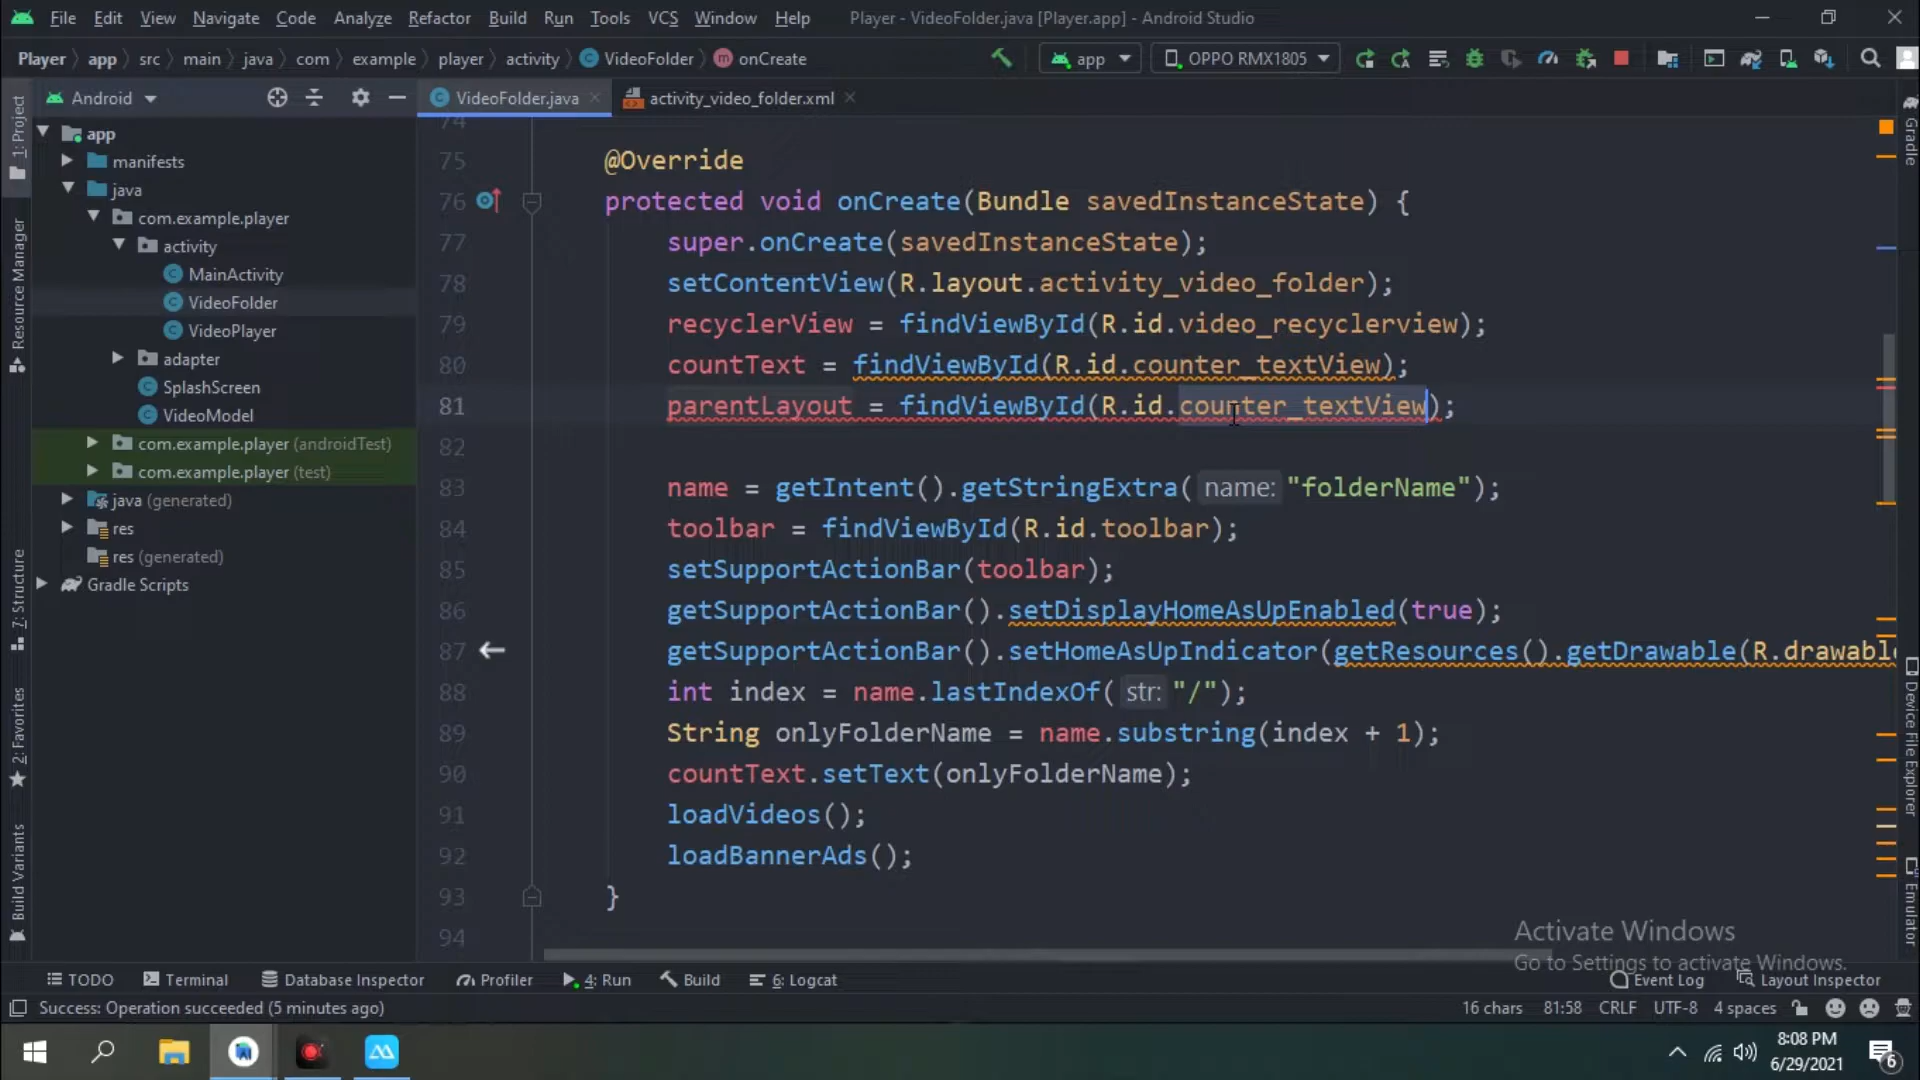 File Edit View Navigate Code Analyze Refactor Build Run Tools VCS Window Help Player - VideoFolder.java [Player.app] - Android Studio
Player app src main java com example player activity VideoFolder onCreate app OPPO RMX1805
Android
VideoFolder.java activity_video_folder.xml
1: Project
Resource Manager
7: Structure
2: Favorites
Build Variants
app
manifests
java
com.example.player
activity
MainActivity
VideoFolder
VideoPlayer
adapter
SplashScreen
VideoModel
com.example.player (androidTest)
com.example.player (test)
java (generated)
res
res (generated)
Gradle Scripts
74
75 @Override
76 protected void onCreate(Bundle savedInstanceState) {
77 super.onCreate(savedInstanceState);
78 setContentView(R.layout.activity_video_folder);
79 recyclerView = findViewById(R.id.video_recyclerview);
80 countText = findViewById(R.id.counter_textView);
81 parentLayout = findViewById(R.id.counter_textView);
82
83 name = getIntent().getStringExtra( name: "folderName");
84 toolbar = findViewById(R.id.toolbar);
85 setSupportActionBar(toolbar);
86 getSupportActionBar().setDisplayHomeAsUpEnabled(true);
87 getSupportActionBar().setHomeAsUpIndicator(getResources().getDrawable(R.drawabl
88 int index = name.lastIndexOf( str: "/");
89 String onlyFolderName = name.substring(index + 1);
90 countText.setText(onlyFolderName);
91 loadVideos();
92 loadBannerAds();
93 }
94
Gradle
Device File Explorer
Emulator
Activate Windows
Go to Settings to activate Windows.
TODO Terminal Database Inspector Profiler 4: Run Build 6: Logcat Event Log Layout Inspector
Success: Operation succeeded (5 minutes ago) 16 chars 81:58 CRLF UTF-8 4 spaces
8:08 PM
6/29/2021
6